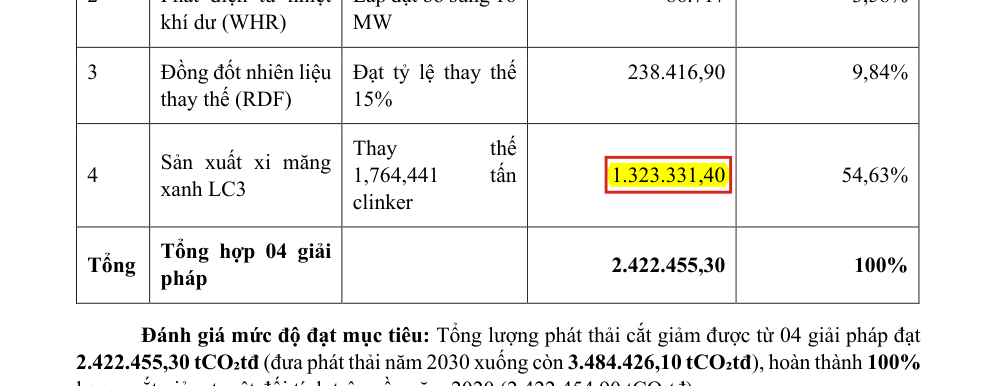 khí dư (WHR)
MW
3
Đồng đốt nhiên liệu
thay thế (RDF)
Đạt tỷ lệ thay thế
15%
238.416,90
9,84%
4
Sản xuất xi măng
xanh LC3
Thay thế
1,764,441 tấn
clinker
1.323.331,40
54,63%
Tổng
Tổng hợp 04 giải
pháp
2.422.455,30
100%
Đánh giá mức độ đạt mục tiêu: Tổng lượng phát thải cắt giảm được từ 04 giải pháp đạt
2.422.455,30 tCO₂tđ (đưa phát thải năm 2030 xuống còn 3.484.426,10 tCO₂tđ), hoàn thành 100%